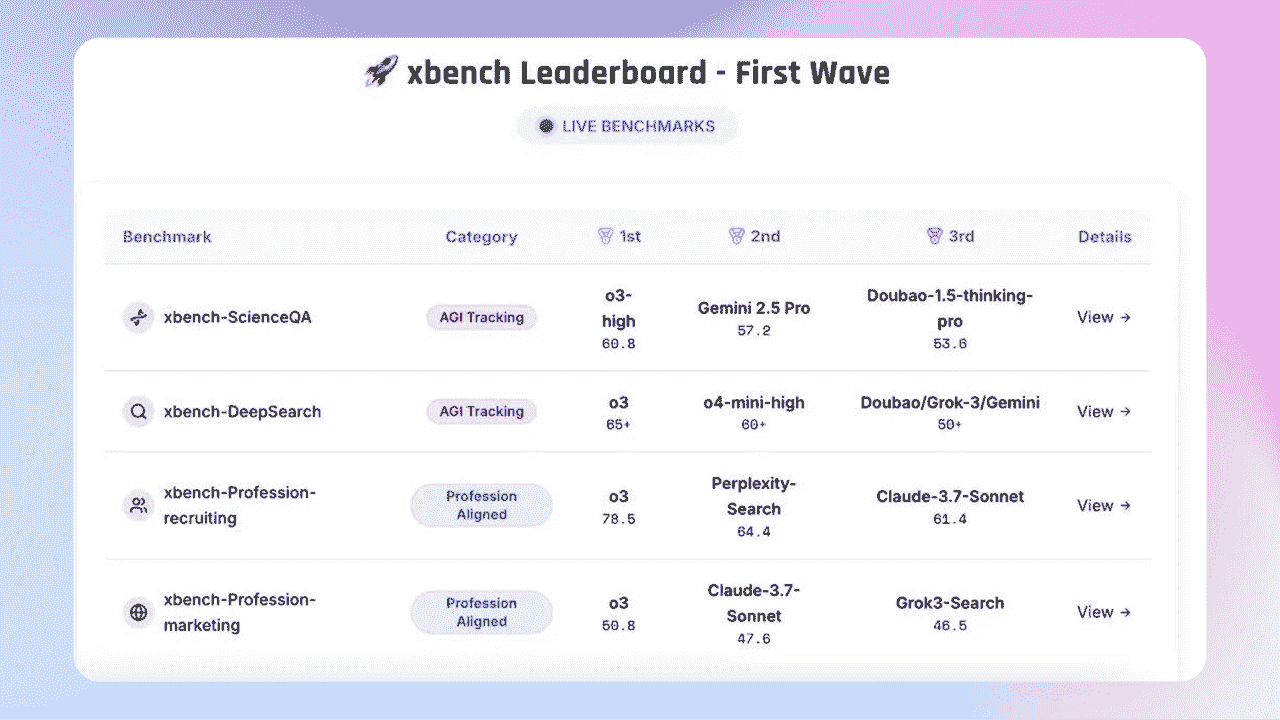 xbench Leaderboard - First Wave
LIVE BENCHMARKS
Benchmark Category 1st 2nd 3rd Details
xbench-ScienceQA
AGI Tracking
o3-
high
60.8
Gemini 2.5 Pro
57.2
Doubao-1.5-thinking-
pro
53.6
View →
xbench-DeepSearch
AGI Tracking
o3
65+
o4-mini-high
60+
Doubao/Grok-3/Gemini
50+
View →
xbench-Profession-
recruiting
Profession
Aligned
o3
78.5
Perplexity-
Search
64.4
Claude-3.7-Sonnet
61.4
View →
xbench-Profession-
marketing
Profession
Aligned
o3
50.8
Claude-3.7-
Sonnet
47.6
Grok3-Search
46.5
View →